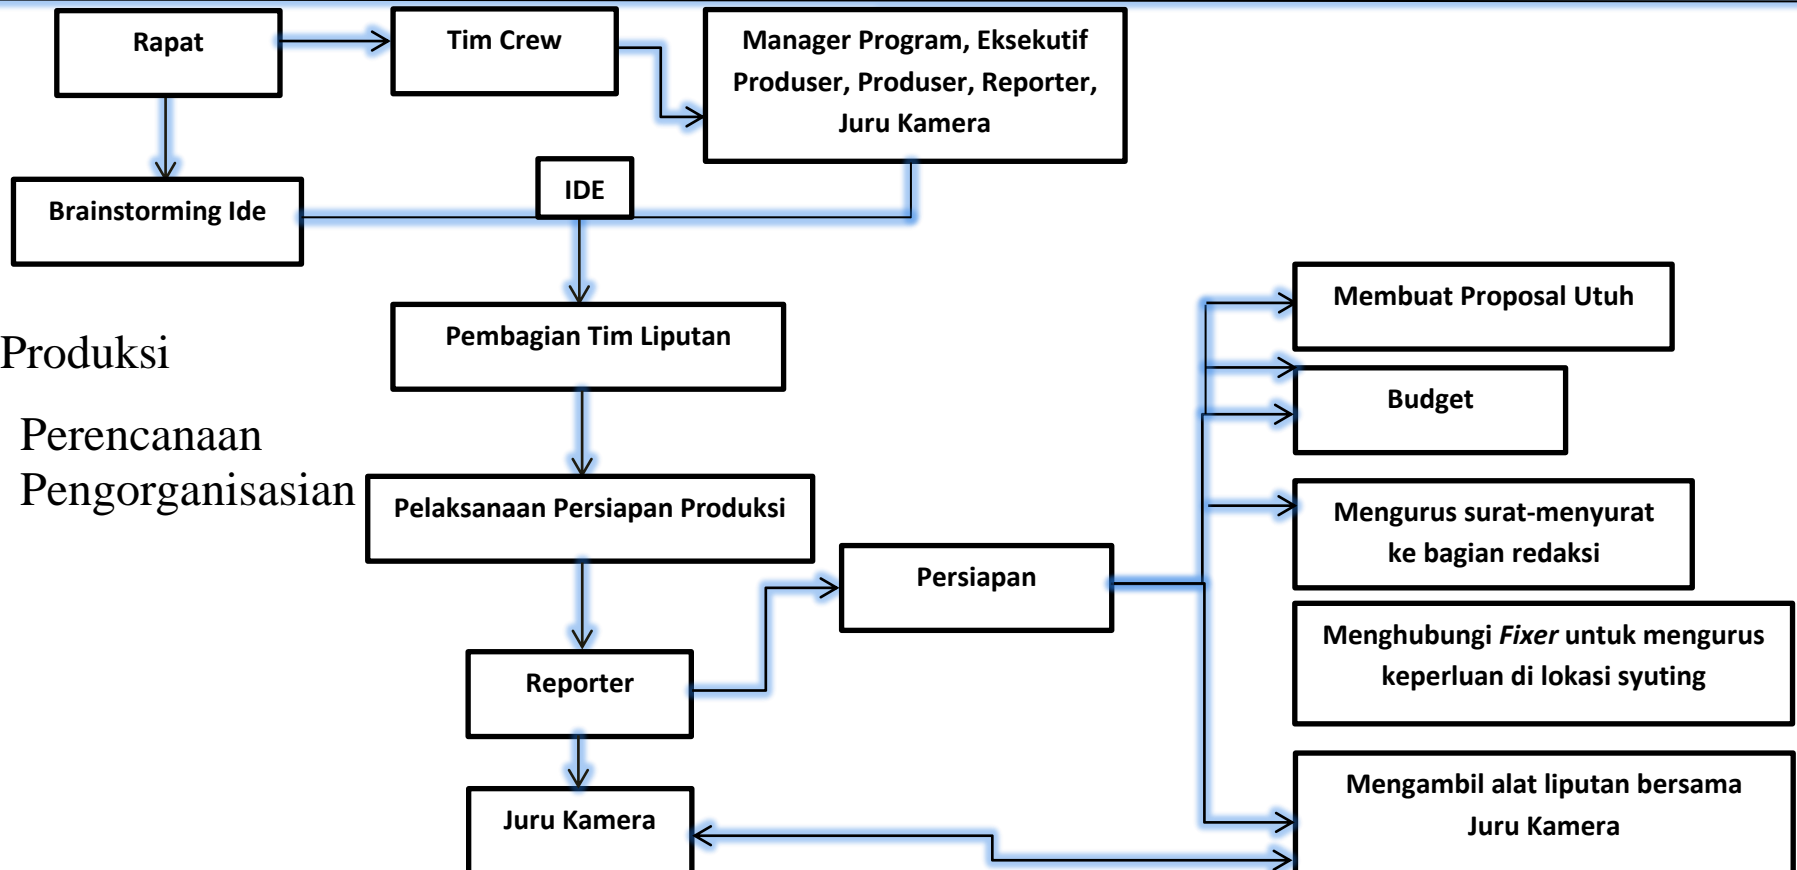 Rapat
Tim Crew
Manager Program, Eksekutif
Produser, Produser, Reporter,
Juru Kamera
IDE
Brainstorming Ide
Membuat Proposal Utuh
Pembagian Tim Liputan
Produksi
Budget
Perencanaan
Pengorganisasian
Pelaksanaan Persiapan Produksi
Mengurus surat-menyurat
ke bagian redaksi
Persiapan
Menghubungi Fixer untuk mengurus
keperluan di lokasi syuting
Reporter
Mengambil alat liputan bersama
Juru Kamera
Juru Kamera